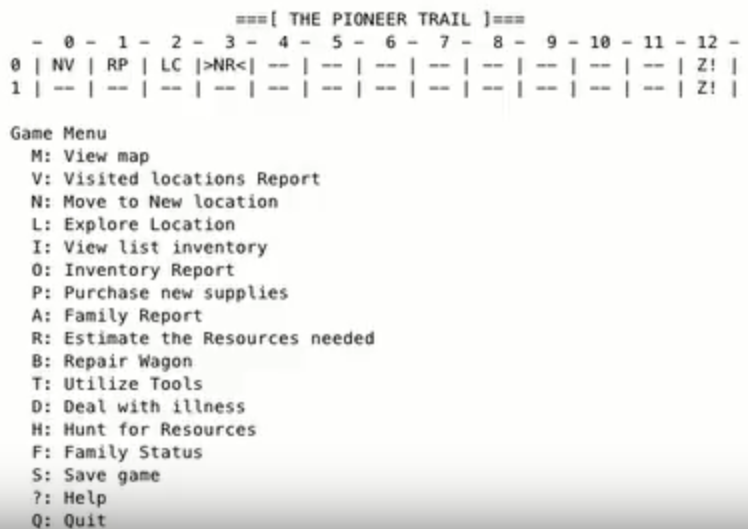 ===[ THE PIONEER TRAIL ]===
- 0 - 1 - 2 - 3 - 4 - 5 - 6 - 7 - 8 - 9 - 10 - 11 - 12 -
0 | NV | RP | LC |>NR<| -- | -- | -- | -- | -- | -- | -- | -- | Z! |
1 | -- | -- | -- | -- | -- | -- | -- | -- | -- | -- | -- | -- | Z! |
Game Menu
M: View map
V: Visited locations Report
N: Move to New location
L: Explore Location
I: View list inventory
O: Inventory Report
P: Purchase new supplies
A: Family Report
R: Estimate the Resources needed
B: Repair Wagon
T: Utilize Tools
D: Deal with illness
H: Hunt for Resources
F: Family Status
S: Save game
?: Help
Q: Quit